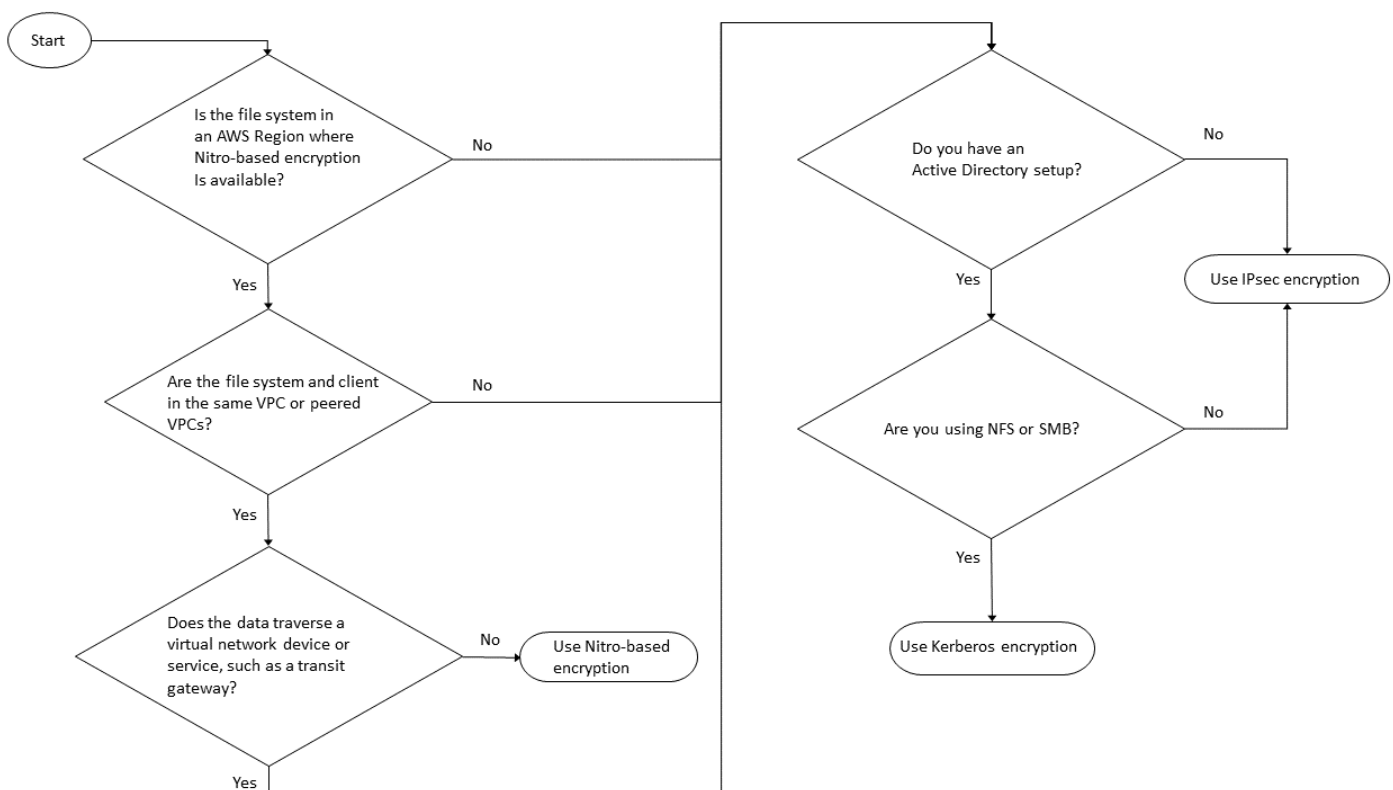 Start
Is the file system in
an AWS Region where
Nitro-based encryption
Is available?
No
Yes
Are the file system and client
in the same VPC or peered
VPCs?
No
Yes
Does the data traverse a
virtual network device or
service, such as a transit
gateway?
No
Use Nitro-based
encryption
Yes
Do you have an
Active Directory setup?
No
Yes
Use IPsec encryption
Are you using NFS or SMB?
No
Yes
Use Kerberos encryption